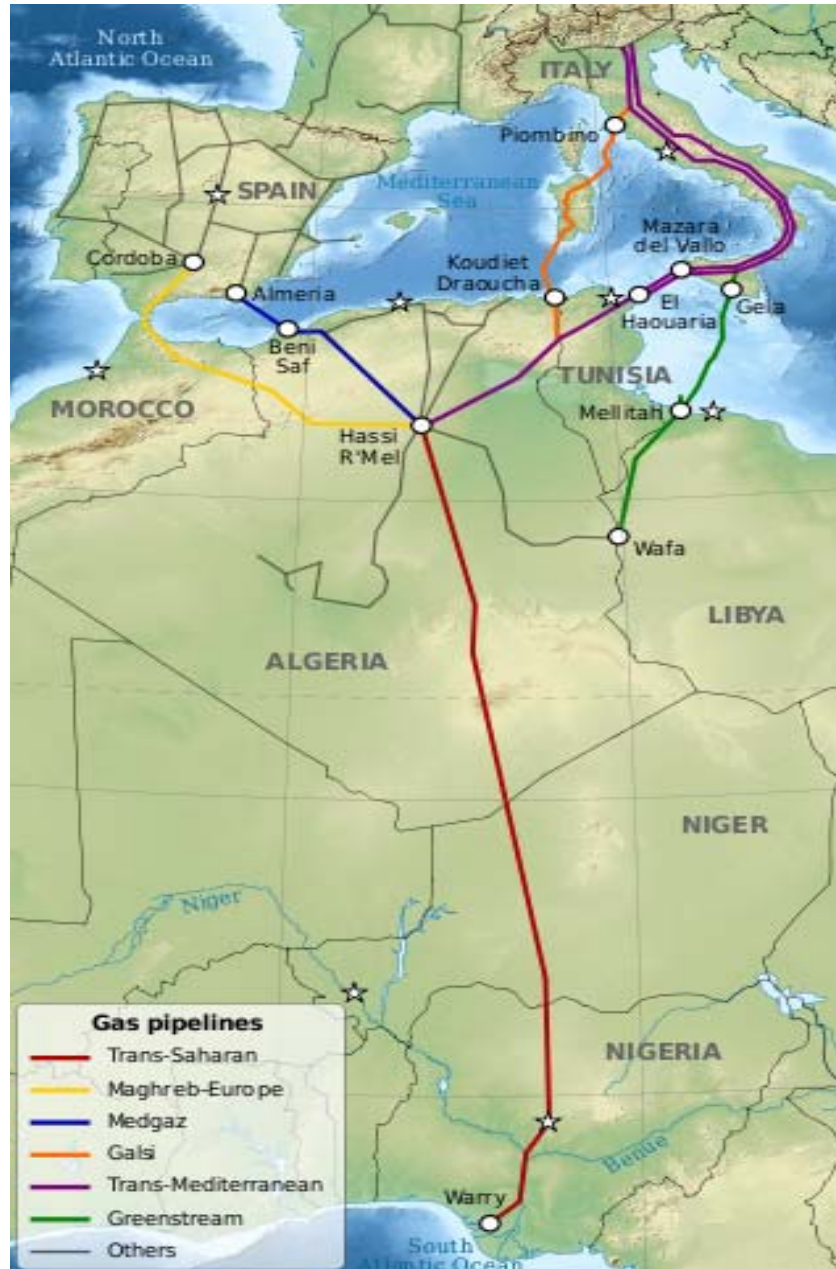 North
Atlantic Ocean
ITALY
Piombino
SPAIN
Mediterranean
Sea
Cordoba
Mazara
del Vallo
Koudiet
Draoucha
Almeria
El
Haouaria
Gela
Beni
Saf
TUNISIA
MOROCCO
Mellitah
Hassi
R'Mel
Wafa
LIBYA
ALGERIA
NIGER
Niger
Gas pipelines
Trans-Saharan
Maghreb-Europe
Medgaz
Galsi
Trans-Mediterranean
Greenstream
Others
NIGERIA
Benue
Warry
South
Atlantic Ocean